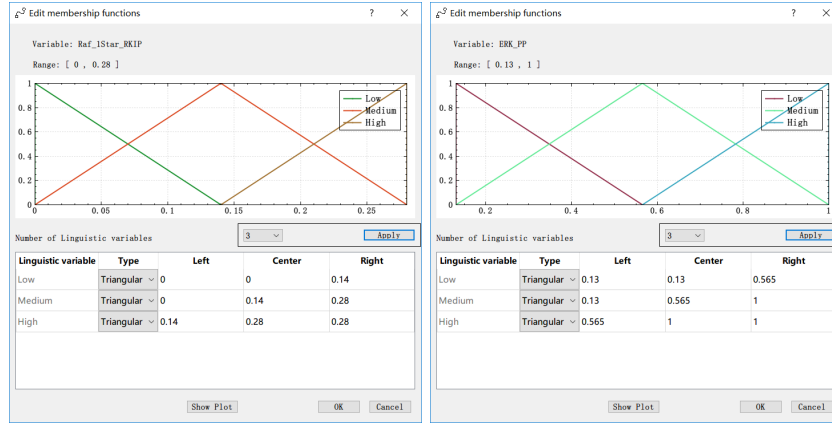 Edit membership functions ? ×
Variable: Raf_1Star_RKIP
Range: [ 0 , 0.28 ]
1
0.8
0.6
0.4
0.2
0
0 0.05 0.1 0.15 0.2 0.25
Low
Medium
High
Number of Linguistic variables 3 Apply
Linguistic variable Type Left Center Right
Low Triangular 0 0 0.14
Medium Triangular 0 0.14 0.28
High Triangular 0.14 0.28 0.28
Show Plot OK Cancel
Edit membership functions ? ×
Variable: ERK_PP
Range: [ 0.13 , 1 ]
1
0.8
0.6
0.4
0.2
0
0.2 0.4 0.6 0.8 1
Low
Medium
High
Number of Linguistic variables 3 Apply
Linguistic variable Type Left Center Right
Low Triangular 0.13 0.13 0.565
Medium Triangular 0.13 0.565 1
High Triangular 0.565 1 1
Show Plot OK Cancel